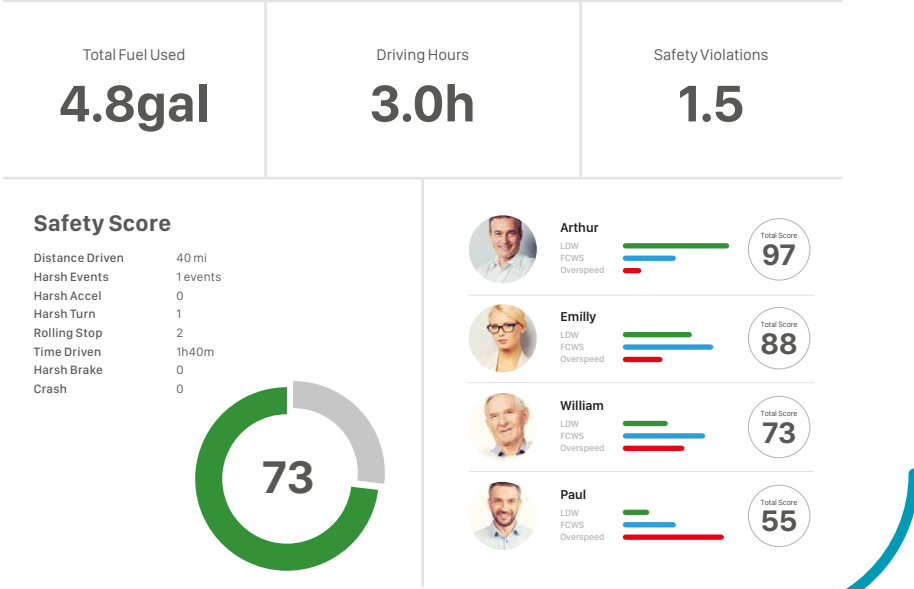 Total Fuel Used
4.8gal
Driving Hours
3.0h
Safety Violations
1.5
Safety Score
Distance Driven 40 mi
Harsh Events 1 events
Harsh Accel 0
Harsh Turn 1
Rolling Stop 2
Time Driven 1h40m
Harsh Brake 0
Crash 0
73
Arthur
LDW
FCWS
Overspeed
Total Score
97
Emilly
LDW
FCWS
Overspeed
Total Score
88
William
LDW
FCWS
Overspeed
Total Score
73
Paul
LDW
FCWS
Overspeed
Total Score
55